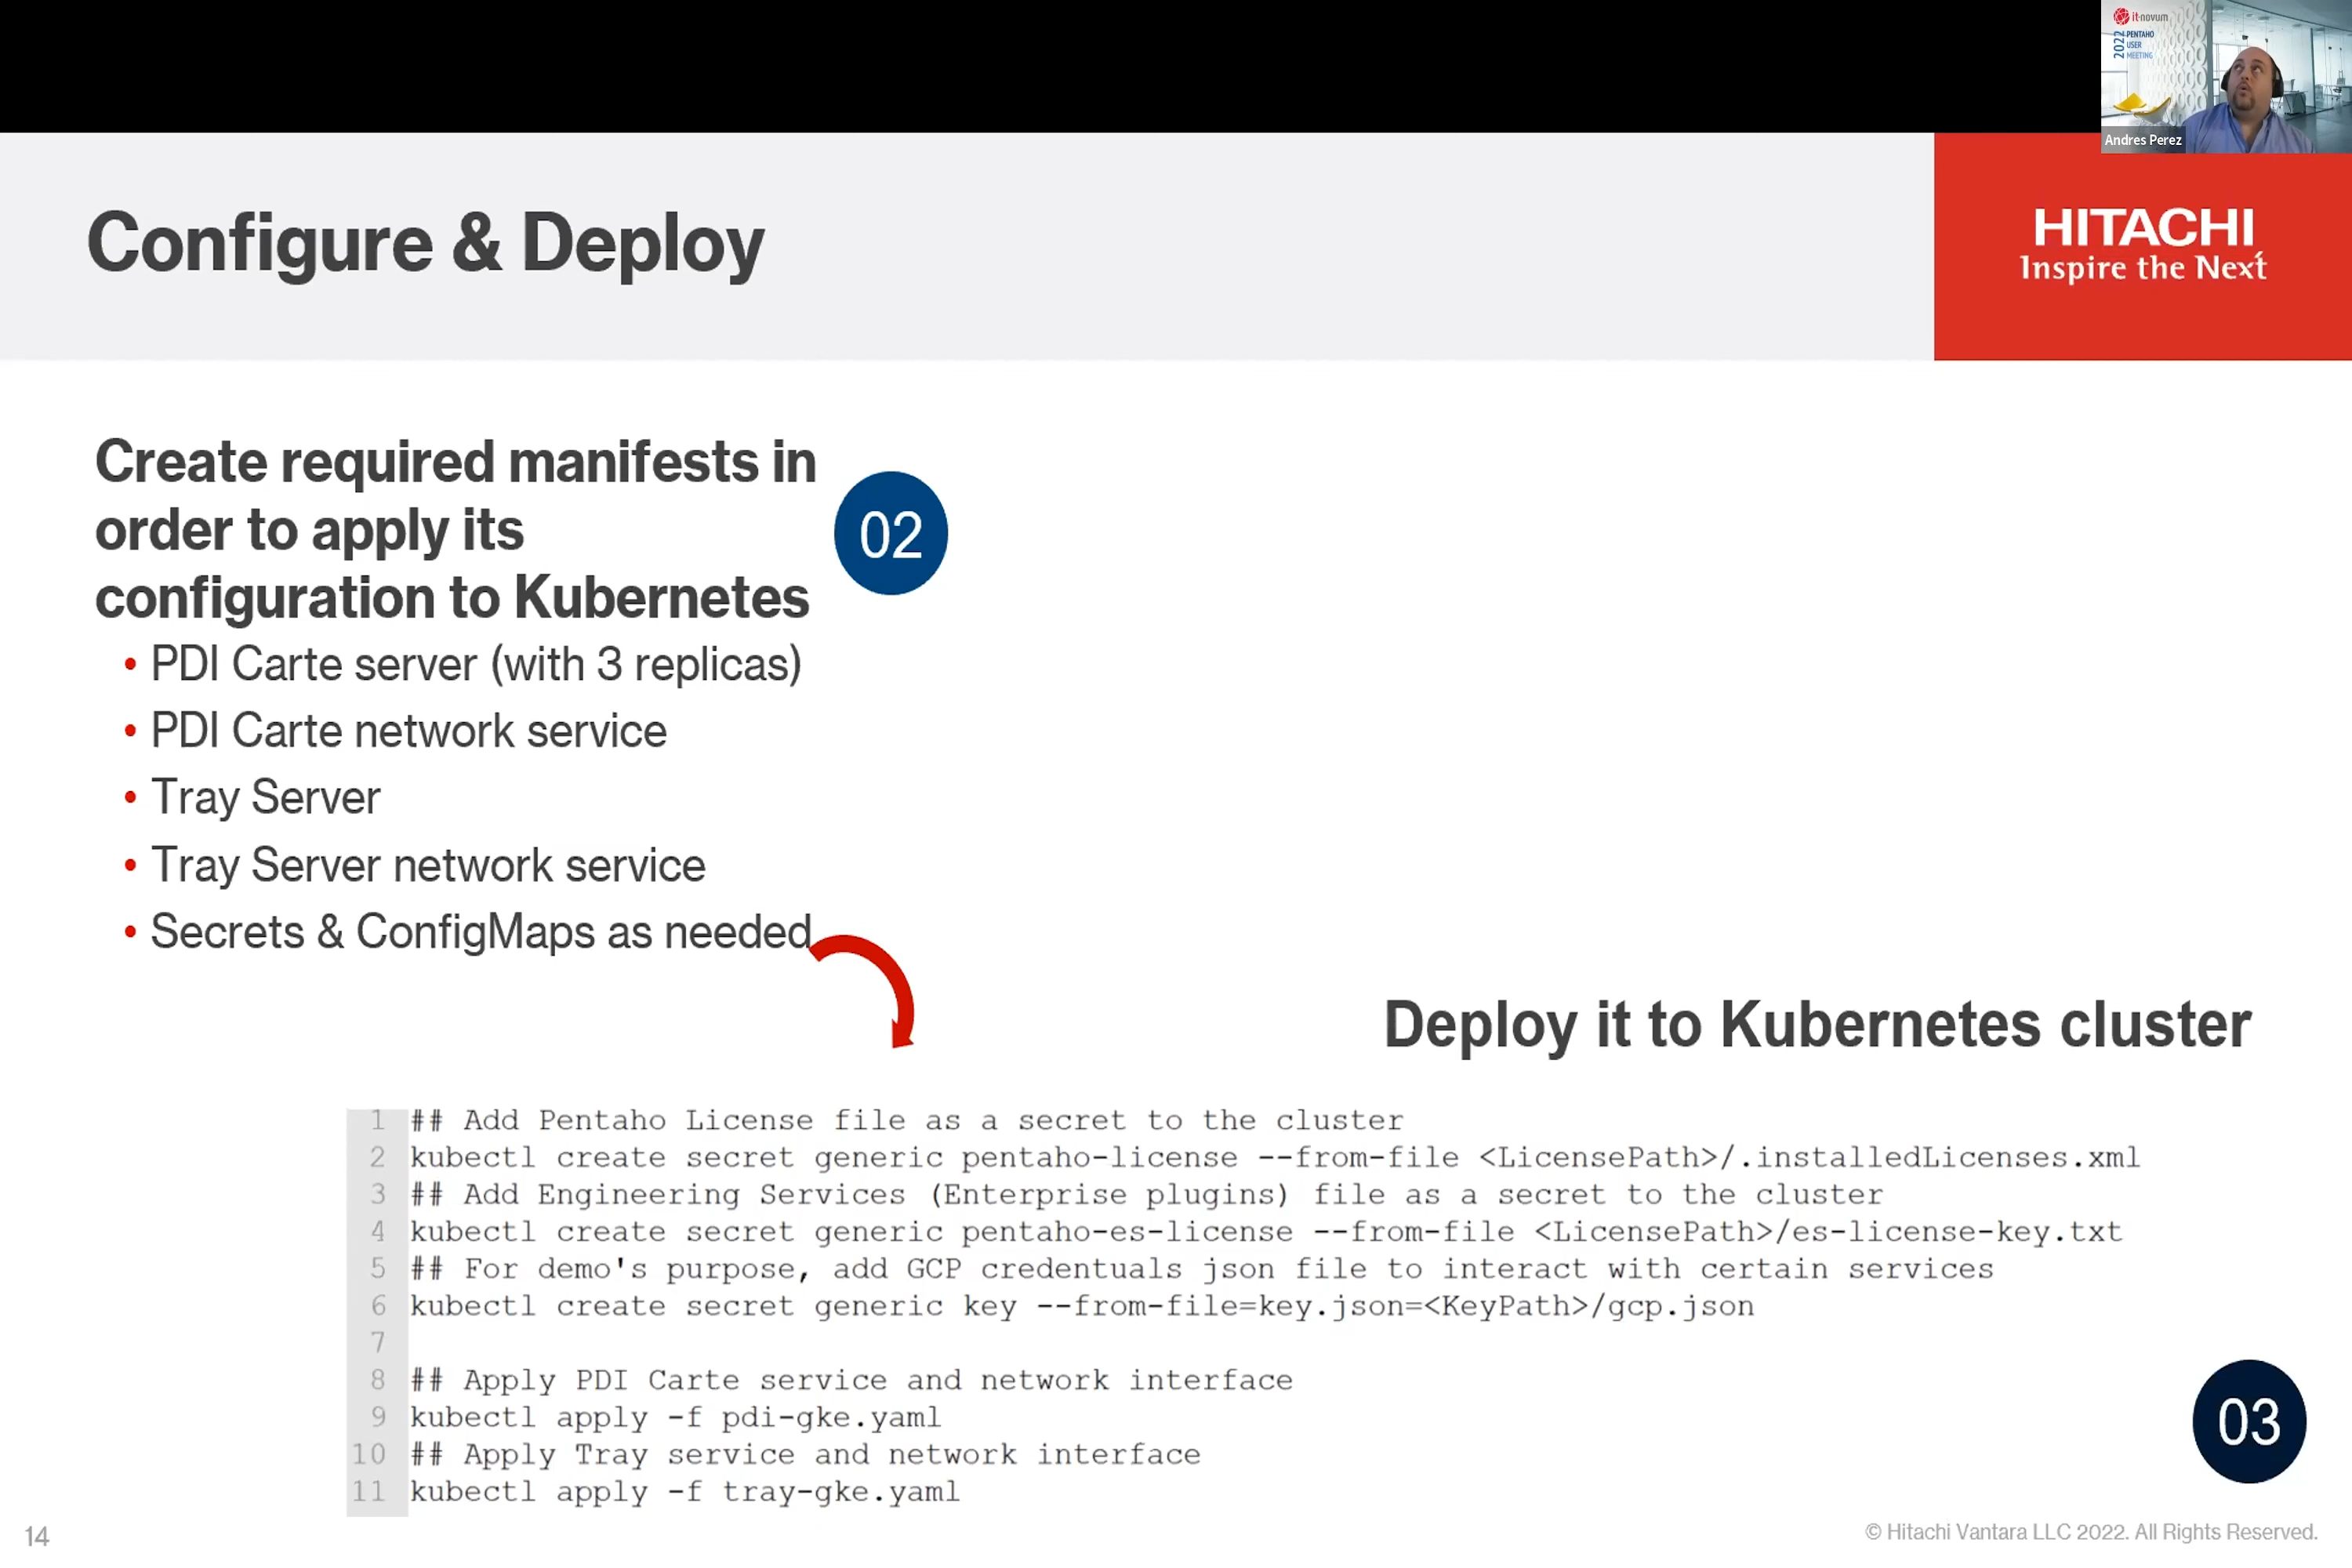 it-novum
2022 PENTAHO
USER
MEETING
Andres Perez
Configure & Deploy
HITACHI
Inspire the Next
Create required manifests in
order to apply its
configuration to Kubernetes
02
• PDI Carte server (with 3 replicas)
• PDI Carte network service
• Tray Server
• Tray Server network service
• Secrets & ConfigMaps as needed
Deploy it to Kubernetes cluster
1 ## Add Pentaho License file as a secret to the cluster
2 kubectl create secret generic pentaho-license --from-file <LicensePath>/.installedLicenses.xml
3 ## Add Engineering Services (Enterprise plugins) file as a secret to the cluster
4 kubectl create secret generic pentaho-es-license --from-file <LicensePath>/es-license-key.txt
5 ## For demo's purpose, add GCP credentuals json file to interact with certain services
6 kubectl create secret generic key --from-file=key.json=<KeyPath>/gcp.json
7
8 ## Apply PDI Carte service and network interface
9 kubectl apply -f pdi-gke.yaml
10 ## Apply Tray service and network interface
11 kubectl apply -f tray-gke.yaml
03
14
© Hitachi Vantara LLC 2022. All Rights Reserved.